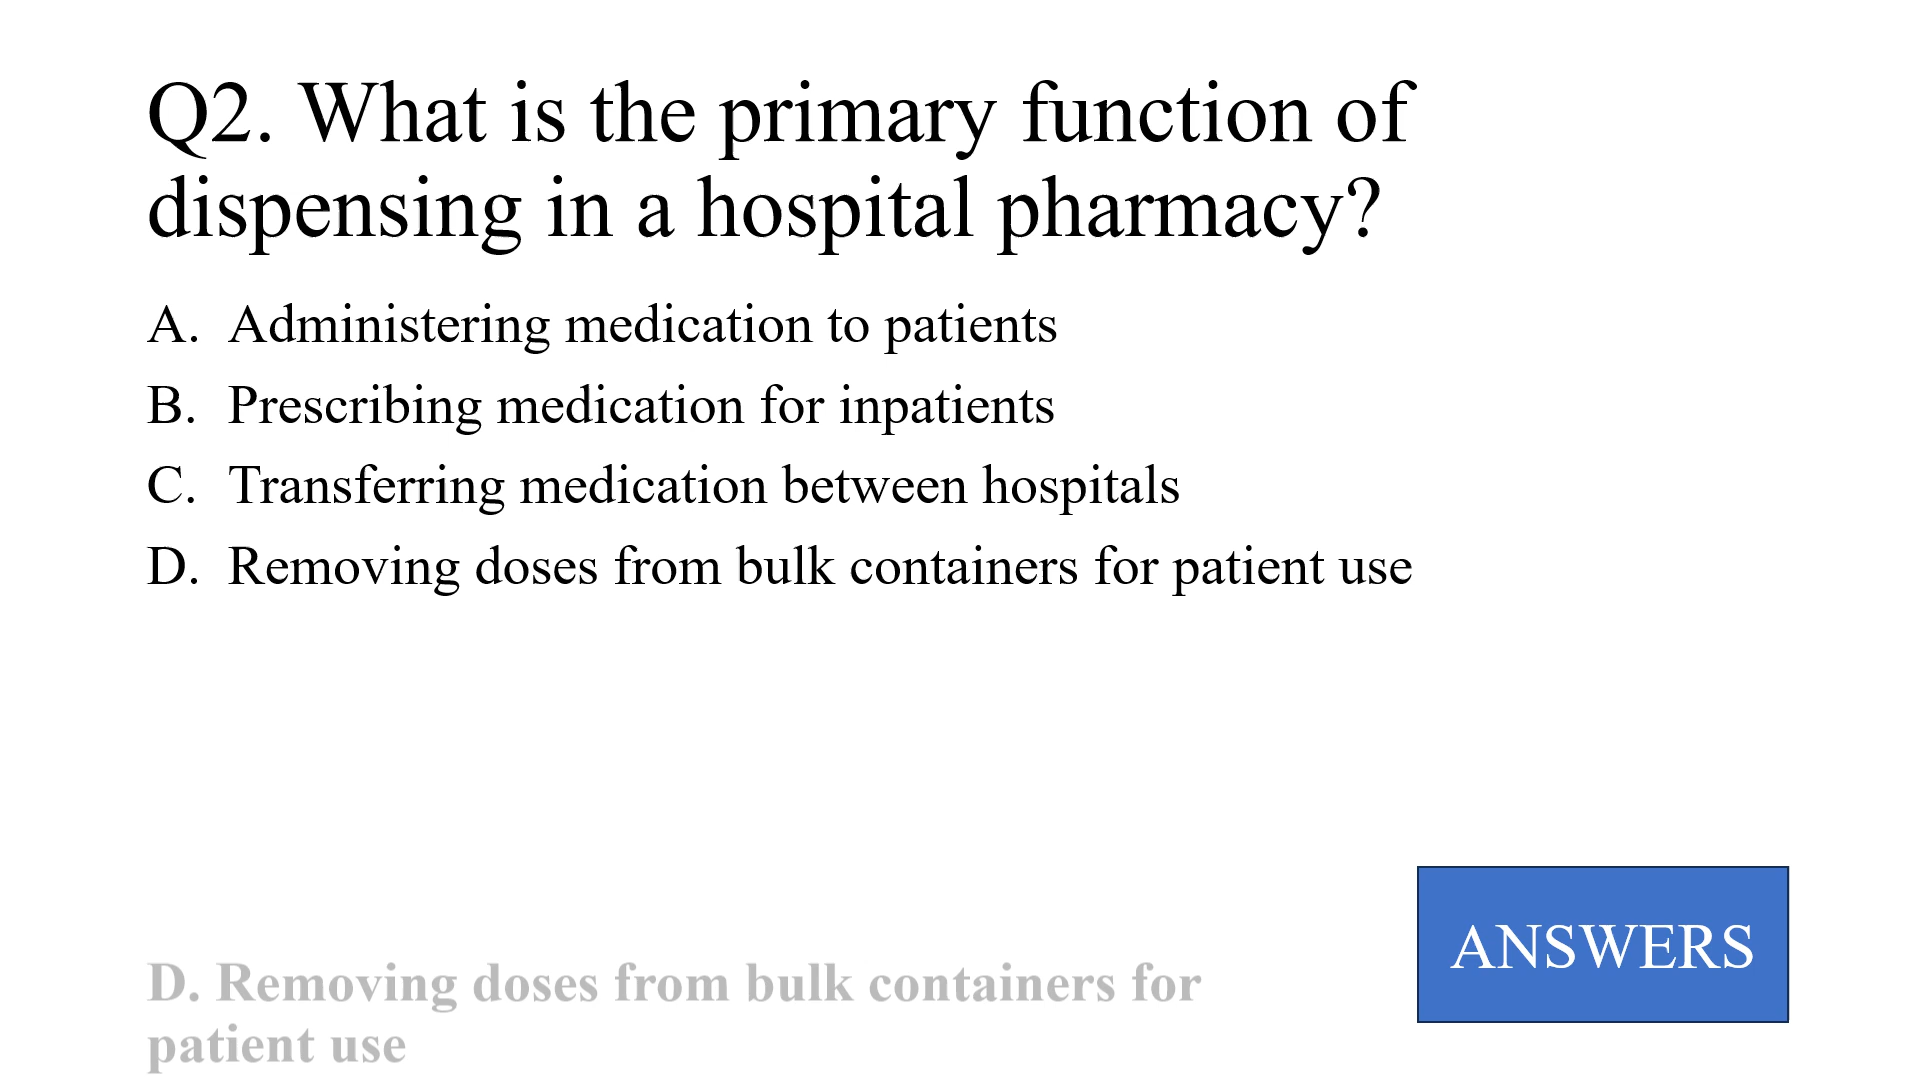 Q2. What is the primary function of
dispensing in a hospital pharmacy?
A. Administering medication to patients
B. Prescribing medication for inpatients
C. Transferring medication between hospitals
D. Removing doses from bulk containers for patient use
ANSWERS
D. Removing doses from bulk containers for
patient use